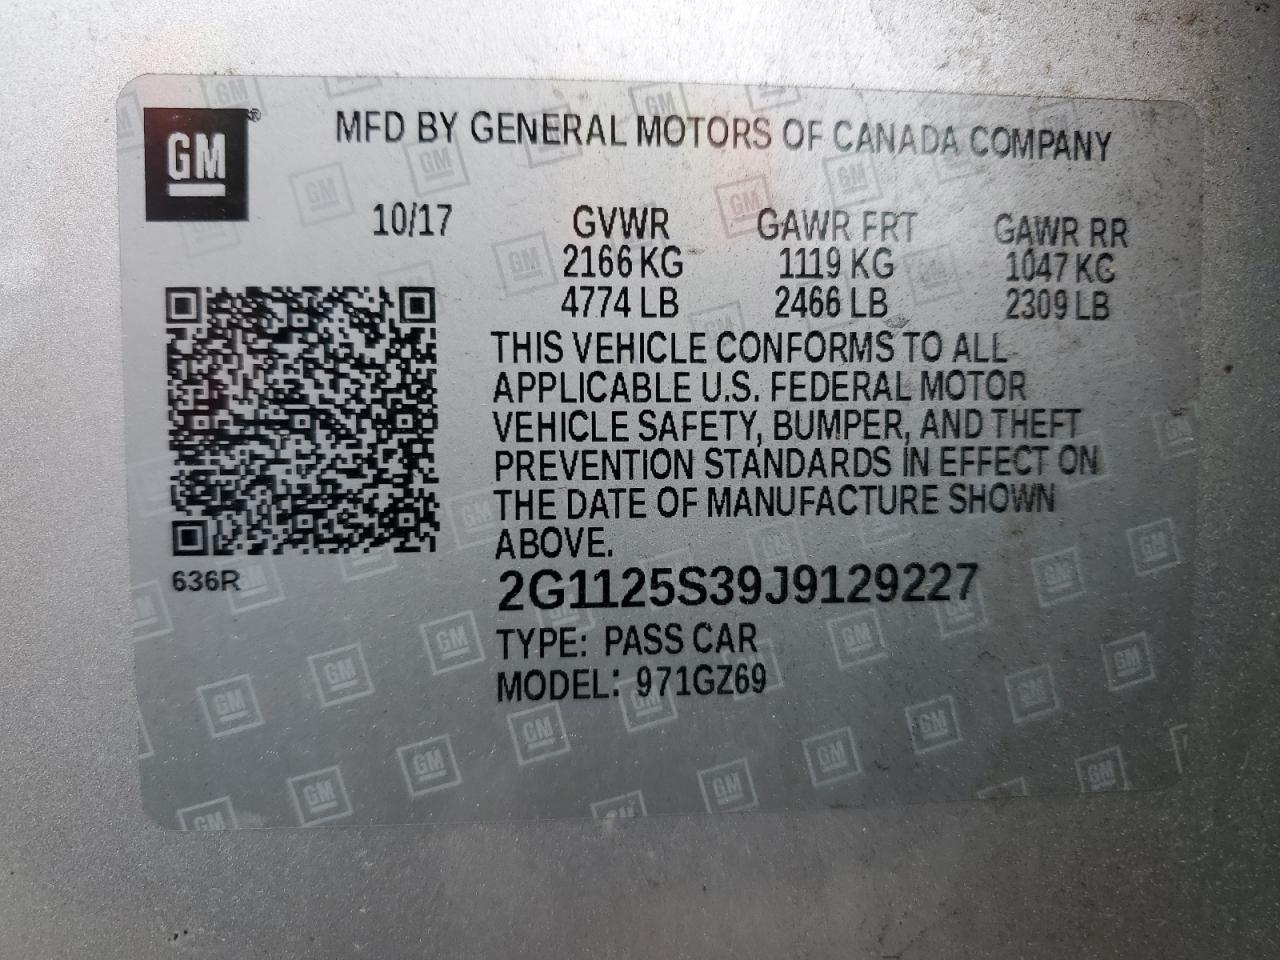 GM ®
MFD BY GENERAL MOTORS OF CANADA COMPANY
10/17 GVWR GAWR FRT GAWR RR
2166 KG 1119 KG 1047 KG
4774 LB 2466 LB 2309 LB
THIS VEHICLE CONFORMS TO ALL
APPLICABLE U.S. FEDERAL MOTOR
VEHICLE SAFETY, BUMPER, AND THEFT
PREVENTION STANDARDS IN EFFECT ON
THE DATE OF MANUFACTURE SHOWN
ABOVE.
636R
2G1125S39J9129227
TYPE: PASS CAR
MODEL: 971GZ69